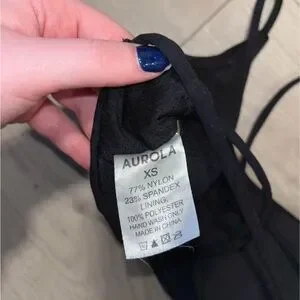 AUROLA
XS
77% NYLON
23% SPANDEX
LINING:
100% POLYESTER
HAND WASH ONLY
MADE IN CHINA